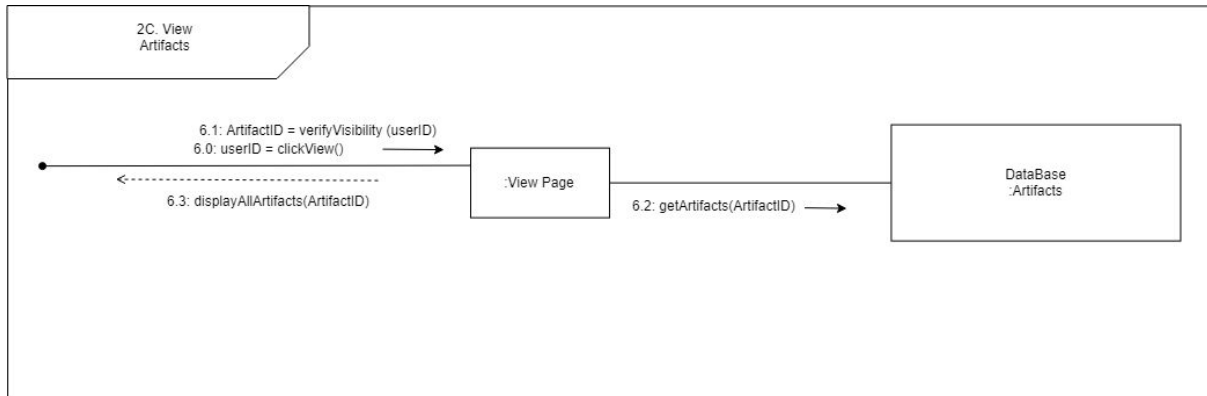 2C. View
Artifacts
6.1: ArtifactID = verifyVisibility (userID)
6.0: userID = clickView()
:View Page
6.3: displayAllArtifacts(ArtifactID)
6.2: getArtifacts(ArtifactID)
DataBase
:Artifacts